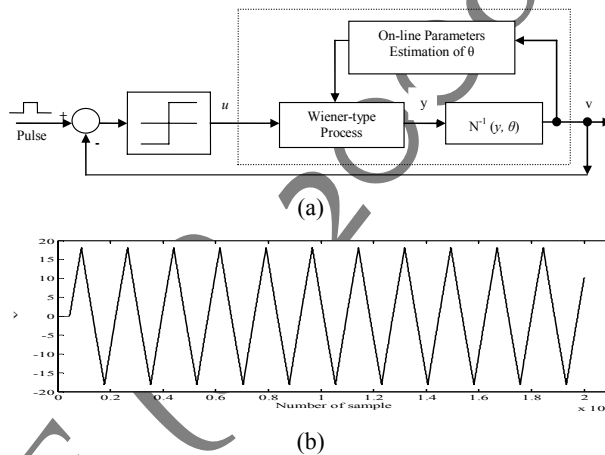 (a)
On-line Parameters
Estimation of θ
+
Pulse
-
u
Wiener-type
Process
y
N⁻¹ (y, θ)
v
(a)
20
15
10
5
0
-5
-10
-15
-20
v
0 0.2 0.4 0.6 0.8 1 1.2 1.4 1.6 1.8 2
Number of sample
x 10
(b)